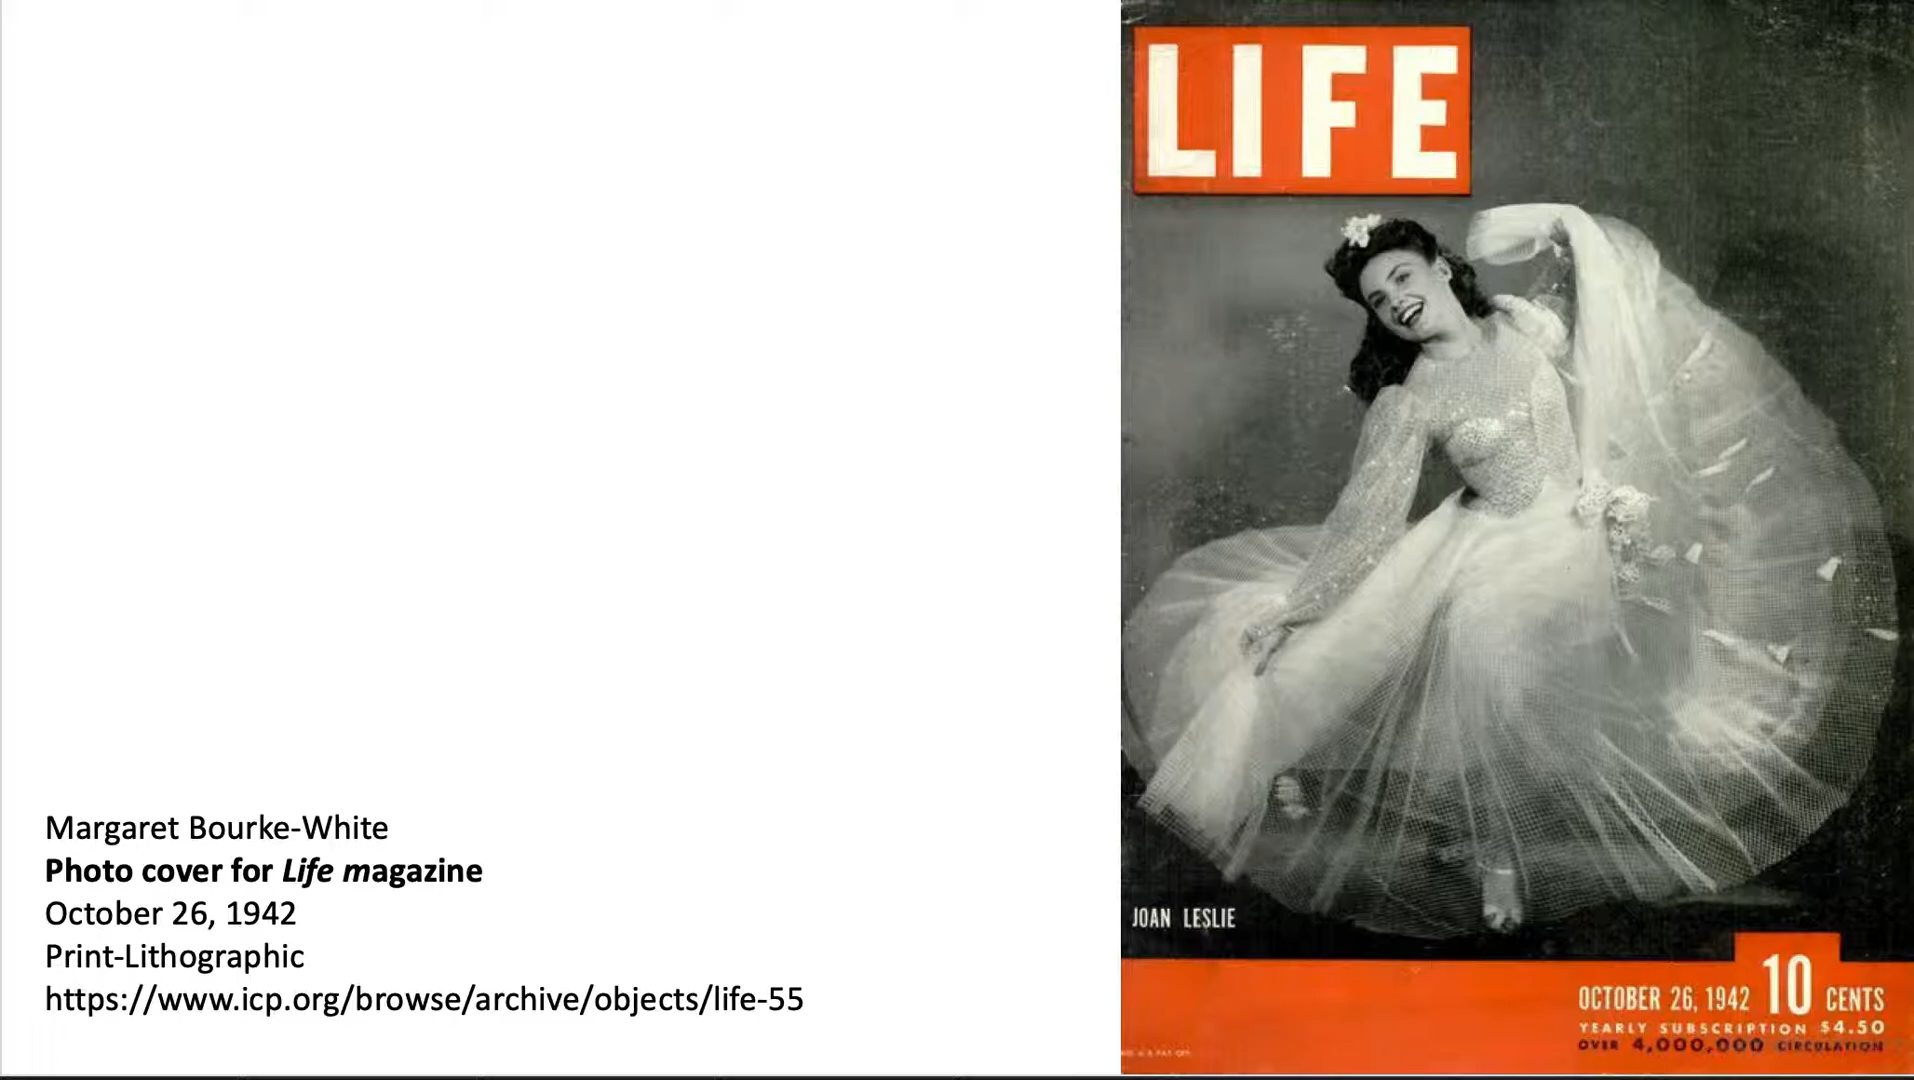 Margaret Bourke-White
Photo cover for Life magazine
October 26, 1942
Print-Lithographic
https://www.icp.org/browse/archive/objects/life-55
LIFE
JOAN LESLIE
OCTOBER 26, 1942 10 CENTS
YEARLY SUBSCRIPTION $4.50
OVER 4,000,000 CIRCULATION